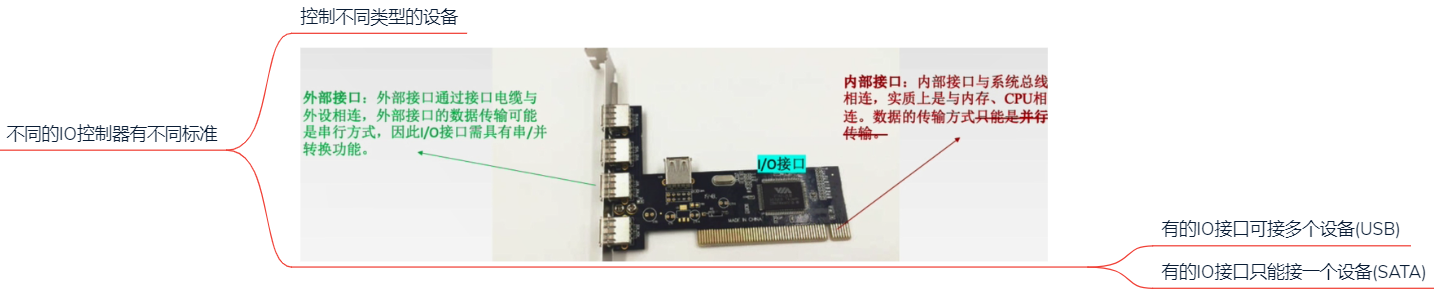 控制不同类型的设备
外部接口：外部接口通过接口电缆与
外设相连，外部接口的数据传输可能
是串行方式，因此I/O接口需具有串/并
转换功能。
内部接口：内部接口与系统总线
相连，实质上是与内存、CPU相
连。数据的传输方式只能是并行
传输。
不同的IO控制器有不同标准
I/O接口
MADE IN CHINA
有的IO接口可接多个设备(USB)
有的IO接口只能接一个设备(SATA)